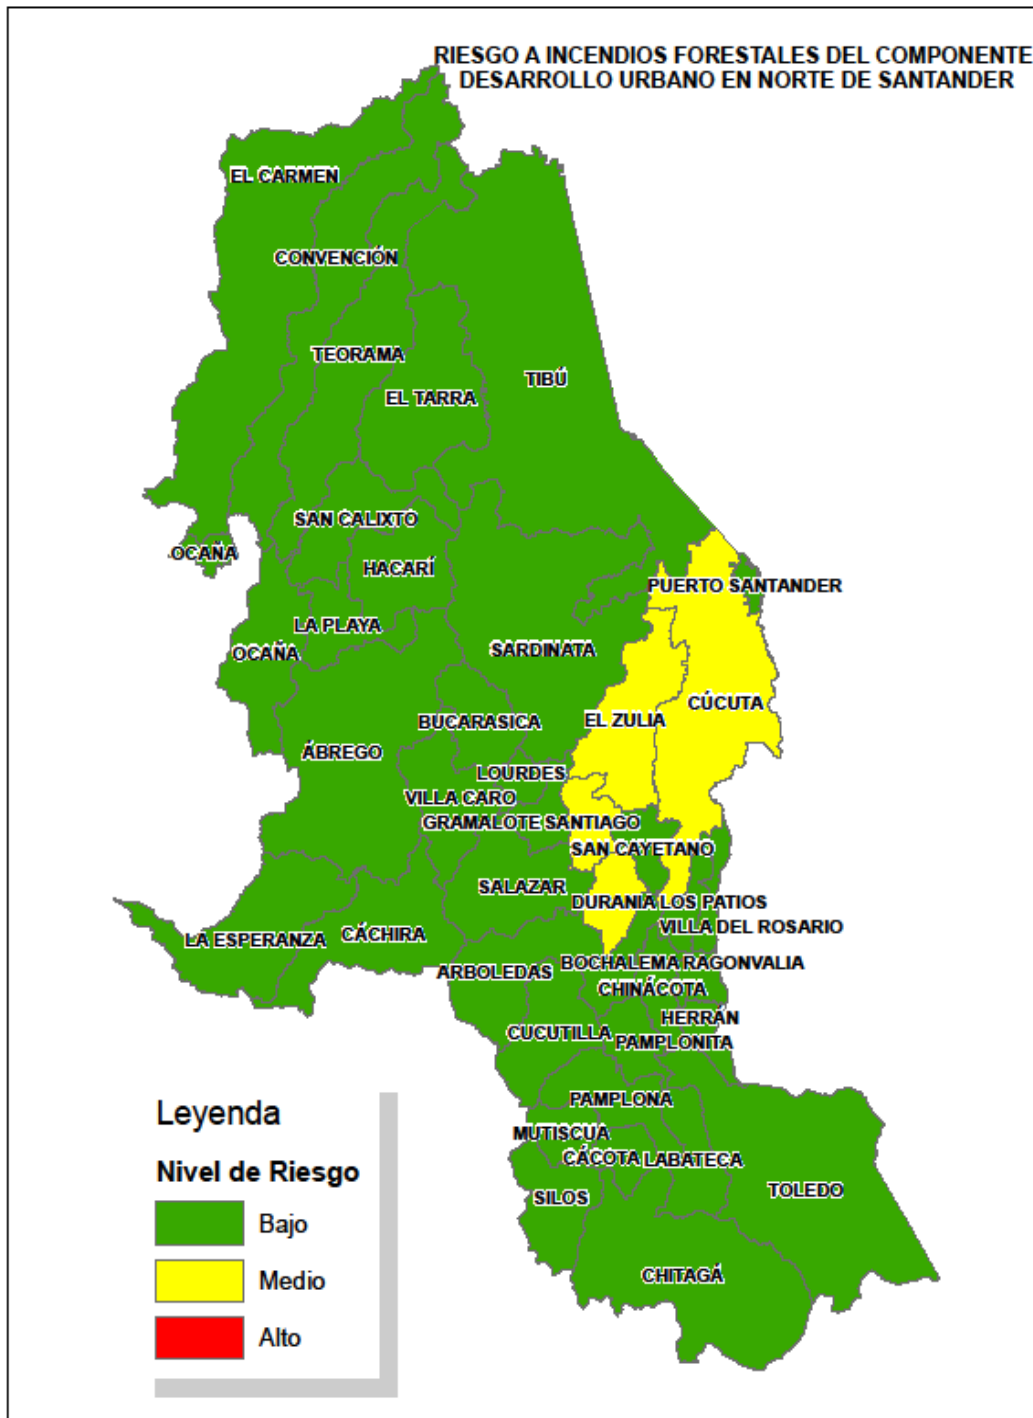 RIESGO A INCENDIOS FORESTALES DEL COMPONENTE
DESARROLLO URBANO EN NORTE DE SANTANDER
EL CARMEN
CONVENCIÓN
TEORAMA
TIBÚ
EL TARRA
SAN CALIXTO
OCAÑA
HACARÍ
PUERTO SANTANDER
LA PLAYA
OCAÑA
SARDINATA
CÚCUTA
BUCARASICA
EL ZULIA
ÁBREGO
LOURDES
VILLA CARO
GRAMALOTE SANTIAGO
SAN CAYETANO
SALAZAR
DURANIA LOS PATIOS
VILLA DEL ROSARIO
LA ESPERANZA
CÁCHIRA
ARBOLEDAS
BOCHALEMA RAGONVALIA
CHINÁCOTA
HERRÁN
CUCUTILLA
PAMPLONITA
PAMPLONA
MUTISCUA
CÁCOTA LABATECA
SILOS
TOLEDO
CHITAGÁ
Leyenda
Nivel de Riesgo
Bajo
Medio
Alto